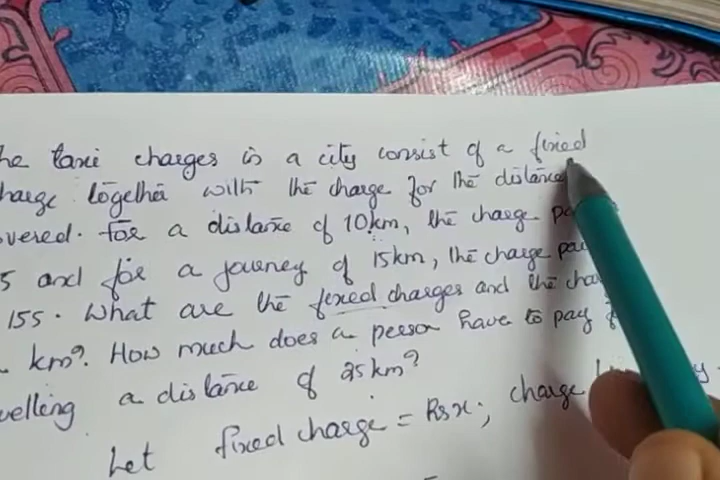 he taxi charges in a city consist of a fixed
harge together with the charge for the distance
overed. For a distance of 10km, the charge pa
5 and for a journey of 15km, the charge pai
155. What are the fixed charges and the cha
km? How much does a person have to pay f
velling a distance of 25km?
Let fixed charge = Rs x; charge